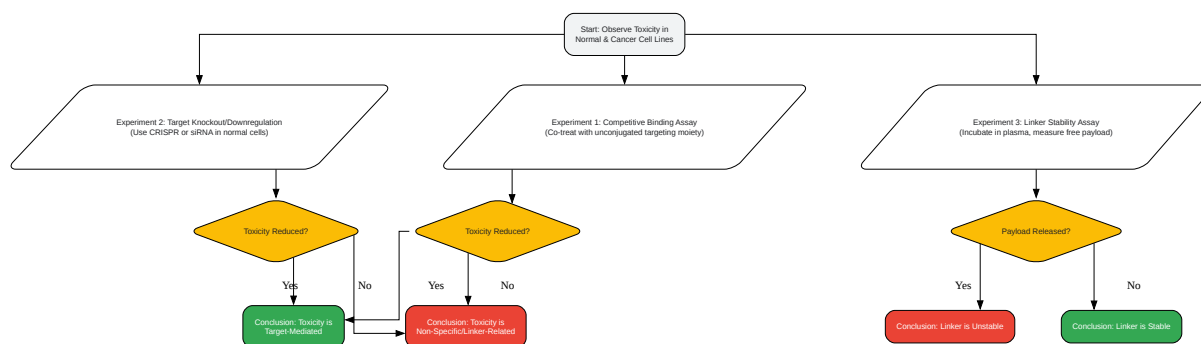 Start: Observe Toxicity in
Normal & Cancer Cell Lines
Experiment 2: Target Knockout/Downregulation
(Use CRISPR or siRNA in normal cells)
Experiment 1: Competitive Binding Assay
(Co-treat with unconjugated targeting moiety)
Experiment 3: Linker Stability Assay
(Incubate in plasma, measure free payload)
Toxicity Reduced?
Toxicity Reduced?
Payload Released?
Yes
No
Yes
No
Yes
No
Conclusion: Toxicity is
Target-Mediated
Conclusion: Toxicity is
Non-Specific/Linker-Related
Conclusion: Linker is Unstable
Conclusion: Linker is Stable